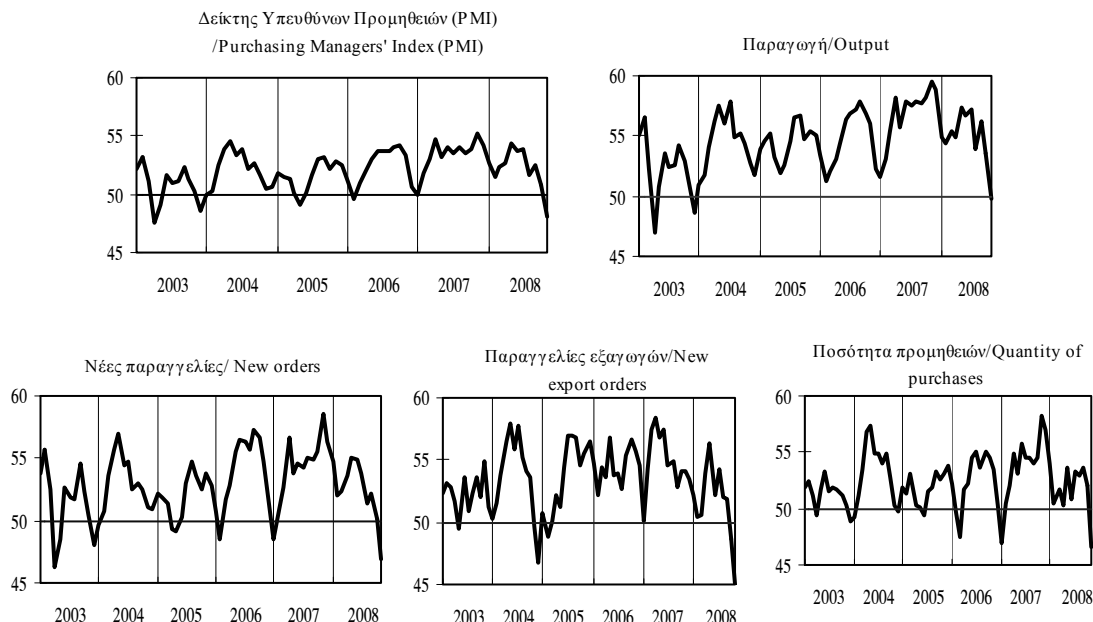 Δείκτης Υπευθύνων Προμηθειών (PMI)
/Purchasing Managers' Index (PMI)
60
55
50
45
2003 2004 2005 2006 2007 2008
Παραγωγή/Output
60
55
50
45
2003 2004 2005 2006 2007 2008
Νέες παραγγελίες/ New orders
60
55
50
45
2003 2004 2005 2006 2007 2008
Παραγγελίες εξαγωγών/New
export orders
60
55
50
45
2003 2004 2005 2006 2007 2008
Ποσότητα προμηθειών/Quantity of
purchases
60
55
50
45
2003 2004 2005 2006 2007 2008